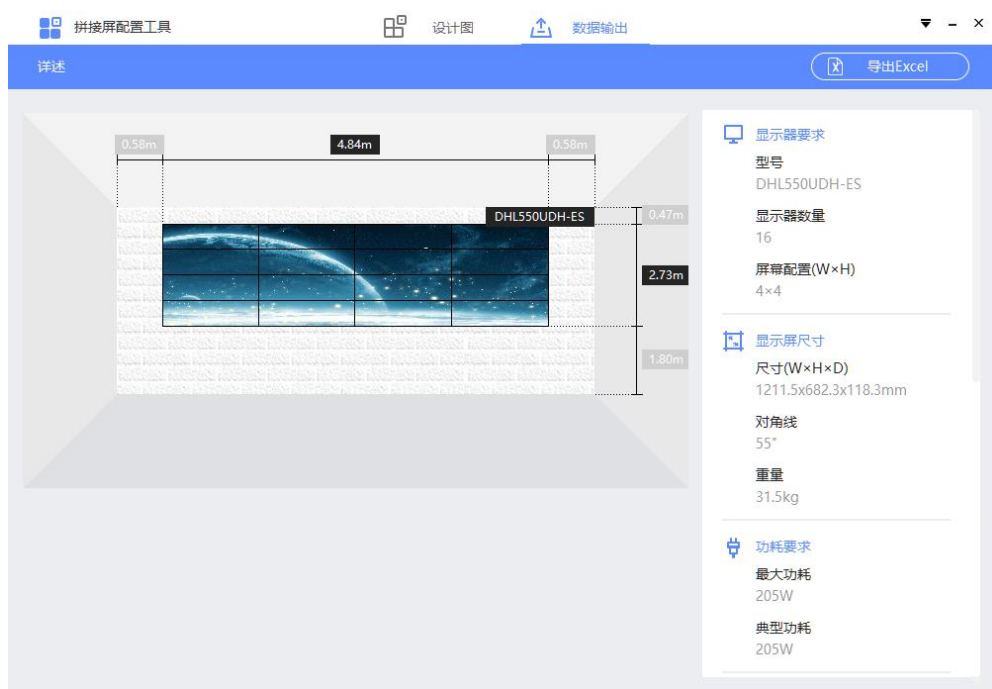 拼接屏配置工具
设计图
数据输出
详述
导出Excel
0.58m
4.84m
0.58m
DHL550UDH-ES
0.47m
2.73m
1.80m
显示器要求
型号
DHL550UDH-ES
显示器数量
16
屏幕配置(W×H)
4×4
显示屏尺寸
尺寸(W×H×D)
1211.5x682.3x118.3mm
对角线
55"
重量
31.5kg
功耗要求
最大功耗
205W
典型功耗
205W